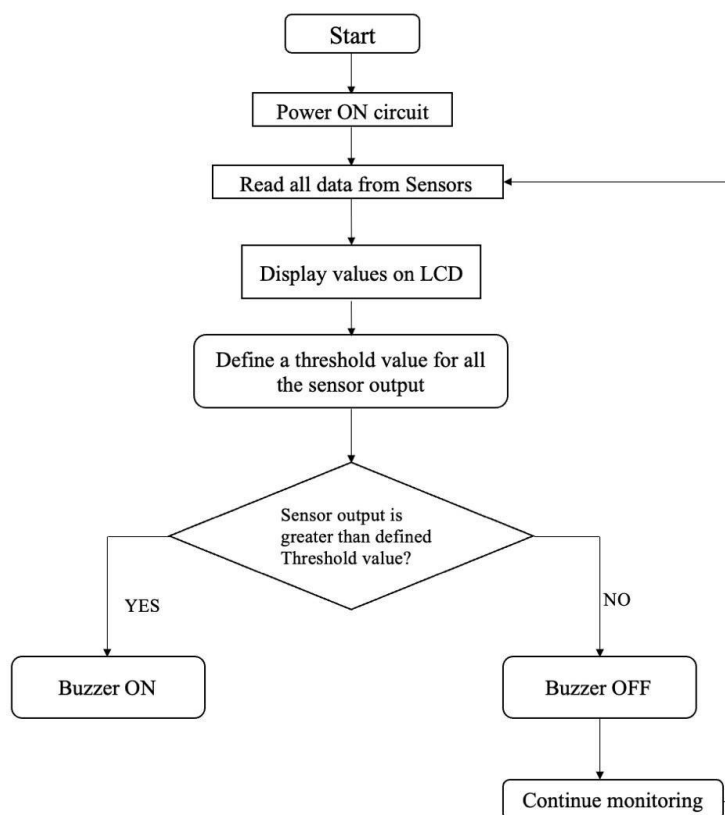 Start
Power ON circuit
Read all data from Sensors
Display values on LCD
Define a threshold value for all
the sensor output
Sensor output is
greater than defined
Threshold value?
YES
NO
Buzzer ON
Buzzer OFF
Continue monitoring